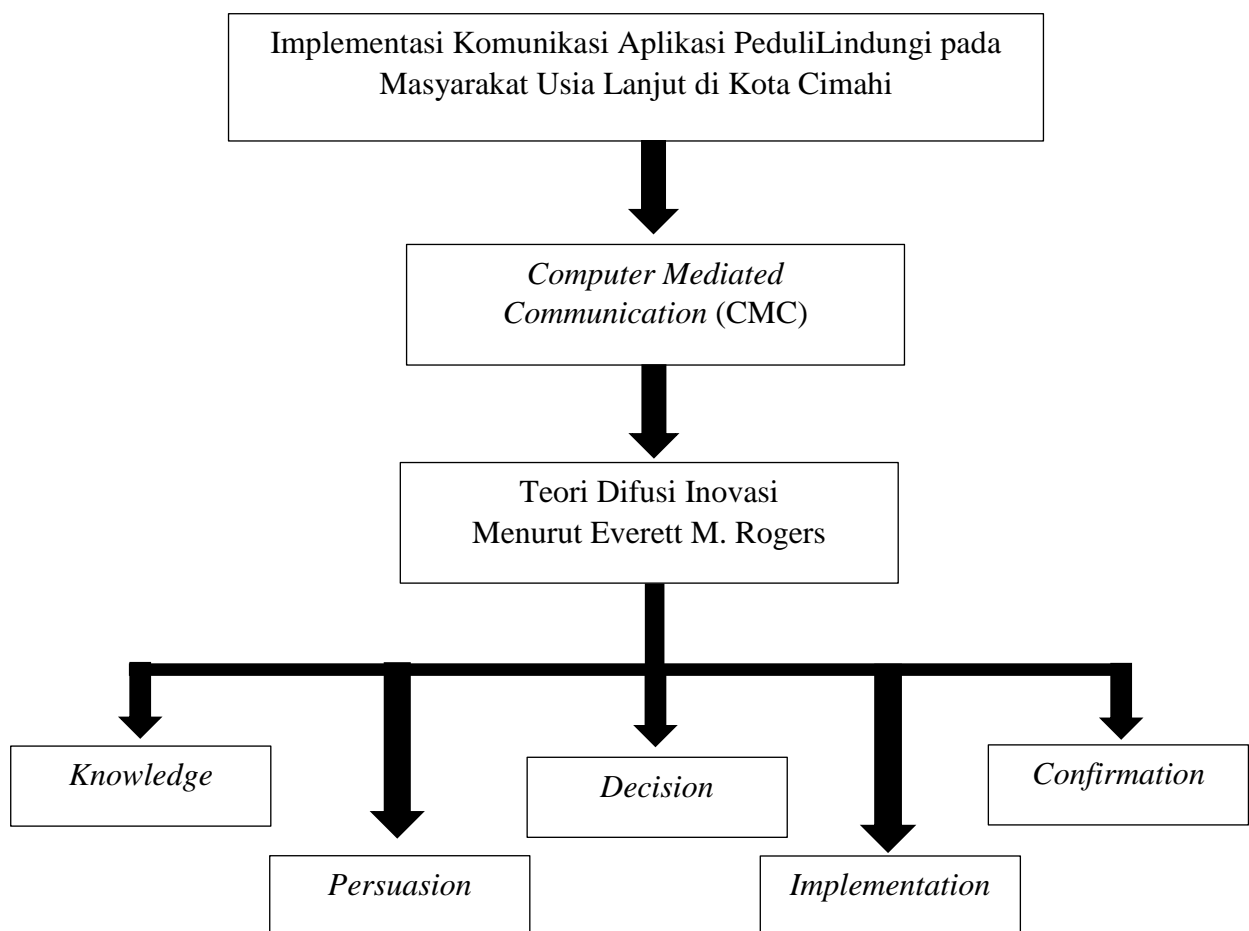 Implementasi Komunikasi Aplikasi PeduliLindungi pada
Masyarakat Usia Lanjut di Kota Cimahi
Computer Mediated
Communication (CMC)
Teori Difusi Inovasi
Menurut Everett M. Rogers
Knowledge
Persuasion
Decision
Implementation
Confirmation